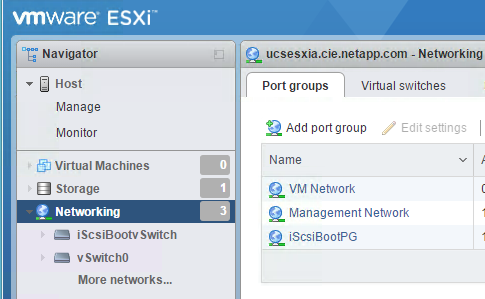 vmware ESXi™
Navigator
Host
Manage
Monitor
Virtual Machines 0
Storage 1
Networking 3
iScsiBootvSwitch
vSwitch0
More networks...
ucsesxia.cie.netapp.com - Networking
Port groups Virtual switches
Add port group Edit settings
Name
VM Network
Management Network
iScsiBootPG